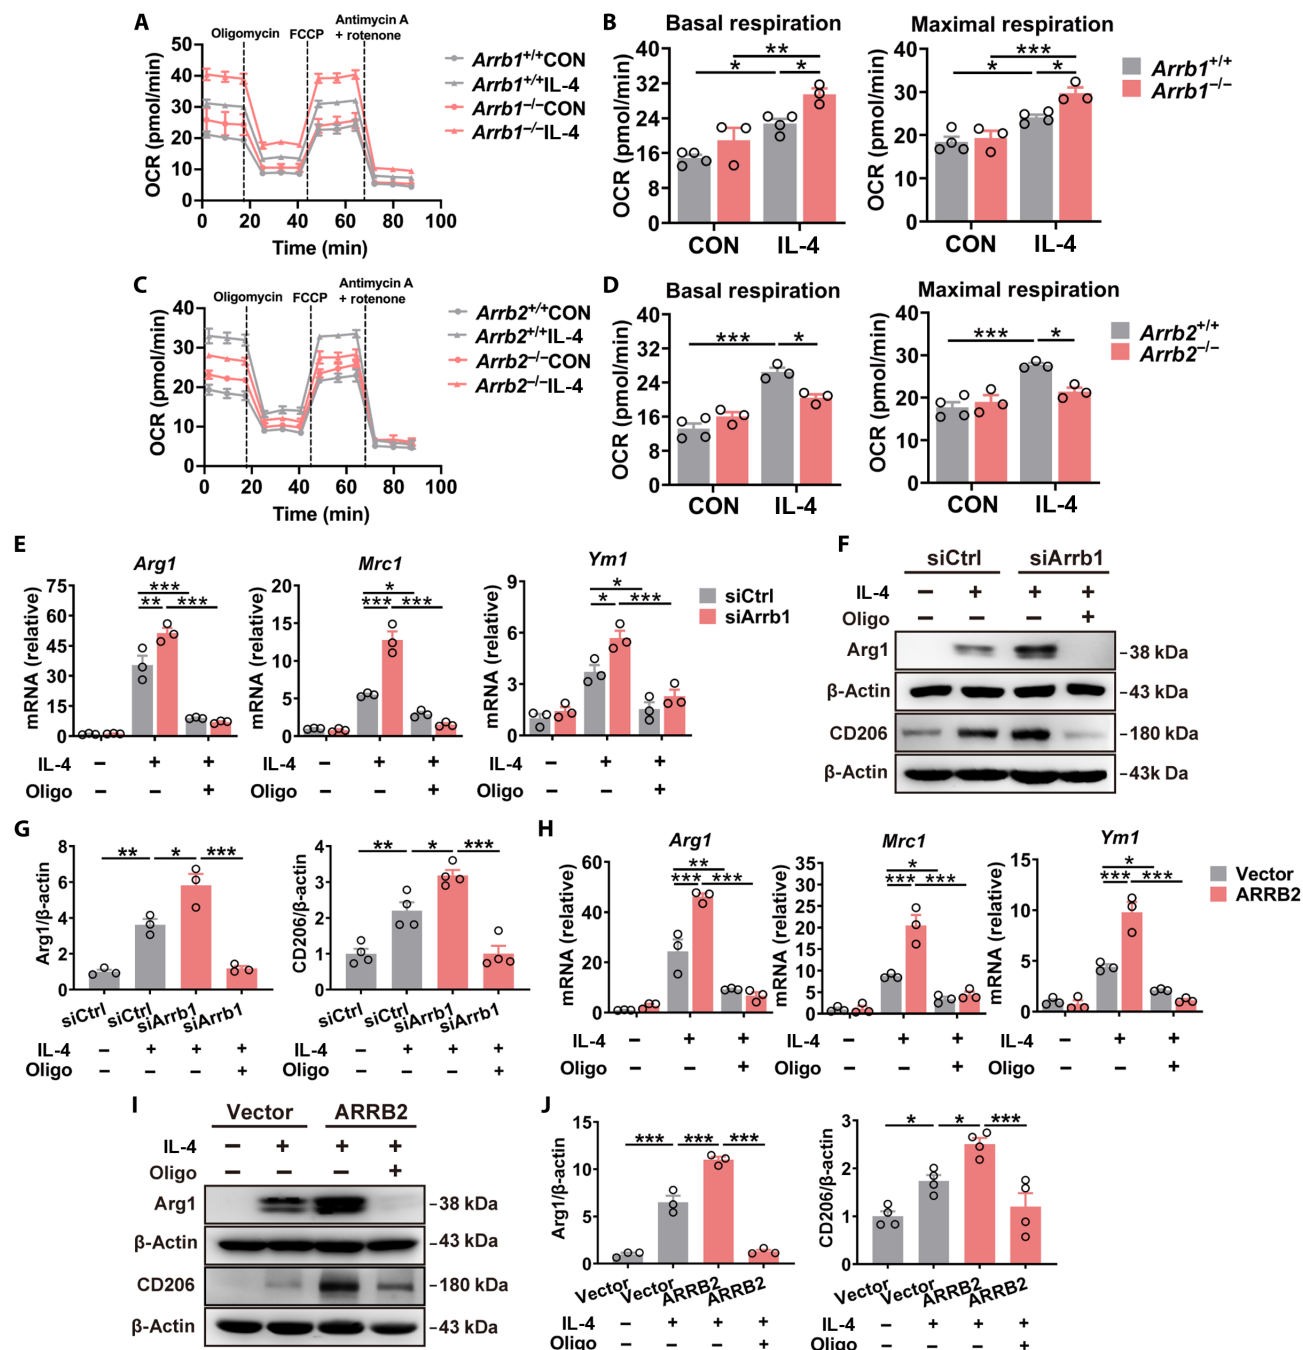 A
Oligomycin
FCCP
Antimycin A
+ rotenone
OCR (pmol/min)
50
40
30
20
10
0
0 20 40 60 80 100
Time (min)
Arrb1+/+CON
Arrb1+/+IL-4
Arrb1−/−CON
Arrb1−/−IL-4
B
Basal respiration
OCR (pmol/min)
40
32
24
16
8
0
** 
* *
CON IL-4
Maximal respiration
OCR (pmol/min)
40
30
20
10
0
***
* *
CON IL-4
Arrb1+/+
Arrb1−/−
C
Oligomycin
FCCP
Antimycin A
+ rotenone
OCR (pmol/min)
40
30
20
10
0
0 20 40 60 80 100
Time (min)
Arrb2+/+CON
Arrb2+/+IL-4
Arrb2−/−CON
Arrb2−/−IL-4
D
Basal respiration
OCR (pmol/min)
40
32
24
16
8
0
*** *
CON IL-4
Maximal respiration
OCR (pmol/min)
40
30
20
10
0
*** *
CON IL-4
Arrb2+/+
Arrb2−/−
E
Arg1
mRNA (relative)
75
60
45
30
15
0
***
** ***
IL-4 − + +
Oligo − − +
Mrc1
mRNA (relative)
20
15
10
5
0
*
*** ***
IL-4 − + +
Oligo − − +
Ym1
mRNA (relative)
9
6
3
0
*
* ***
IL-4 − + +
Oligo − − +
siCtrl
siArrb1
F
siCtrl siArrb1
IL-4 − + + +
Oligo − − − +
Arg1 -38 kDa
β-Actin -43 kDa
CD206 -180 kDa
β-Actin -43k Da
G
Arg1/β-actin
8
6
4
2
0
** * ***
siCtrl siCtrl siArrb1 siArrb1
IL-4 − + + +
Oligo − − − +
CD206/β-actin
4
3
2
1
0
** * ***
siCtrl siCtrl siArrb1 siArrb1
IL-4 − + + +
Oligo − − − +
H
Arg1
mRNA (relative)
60
40
20
0
**
*** ***
IL-4 − + +
Oligo − − +
Mrc1
mRNA (relative)
35
30
25
20
15
10
5
0
*
*** ***
− + +
− − +
Ym1
mRNA (relative)
15
10
5
0
*
*** ***
− + +
− − +
Vector
ARRB2
I
Vector ARRB2
IL-4 − + + +
Oligo − − − +
Arg1 -38 kDa
β-Actin -43 kDa
CD206 -180 kDa
β-Actin -43 kDa
J
Arg1/β-actin
15
10
5
0
*** *** ***
Vector Vector ARRB2 ARRB2
IL-4 − + + +
Oligo − − − +
CD206/β-actin
3
2
1
0
* * ***
Vector Vector ARRB2 ARRB2
IL-4 − + + +
Oligo − − − +